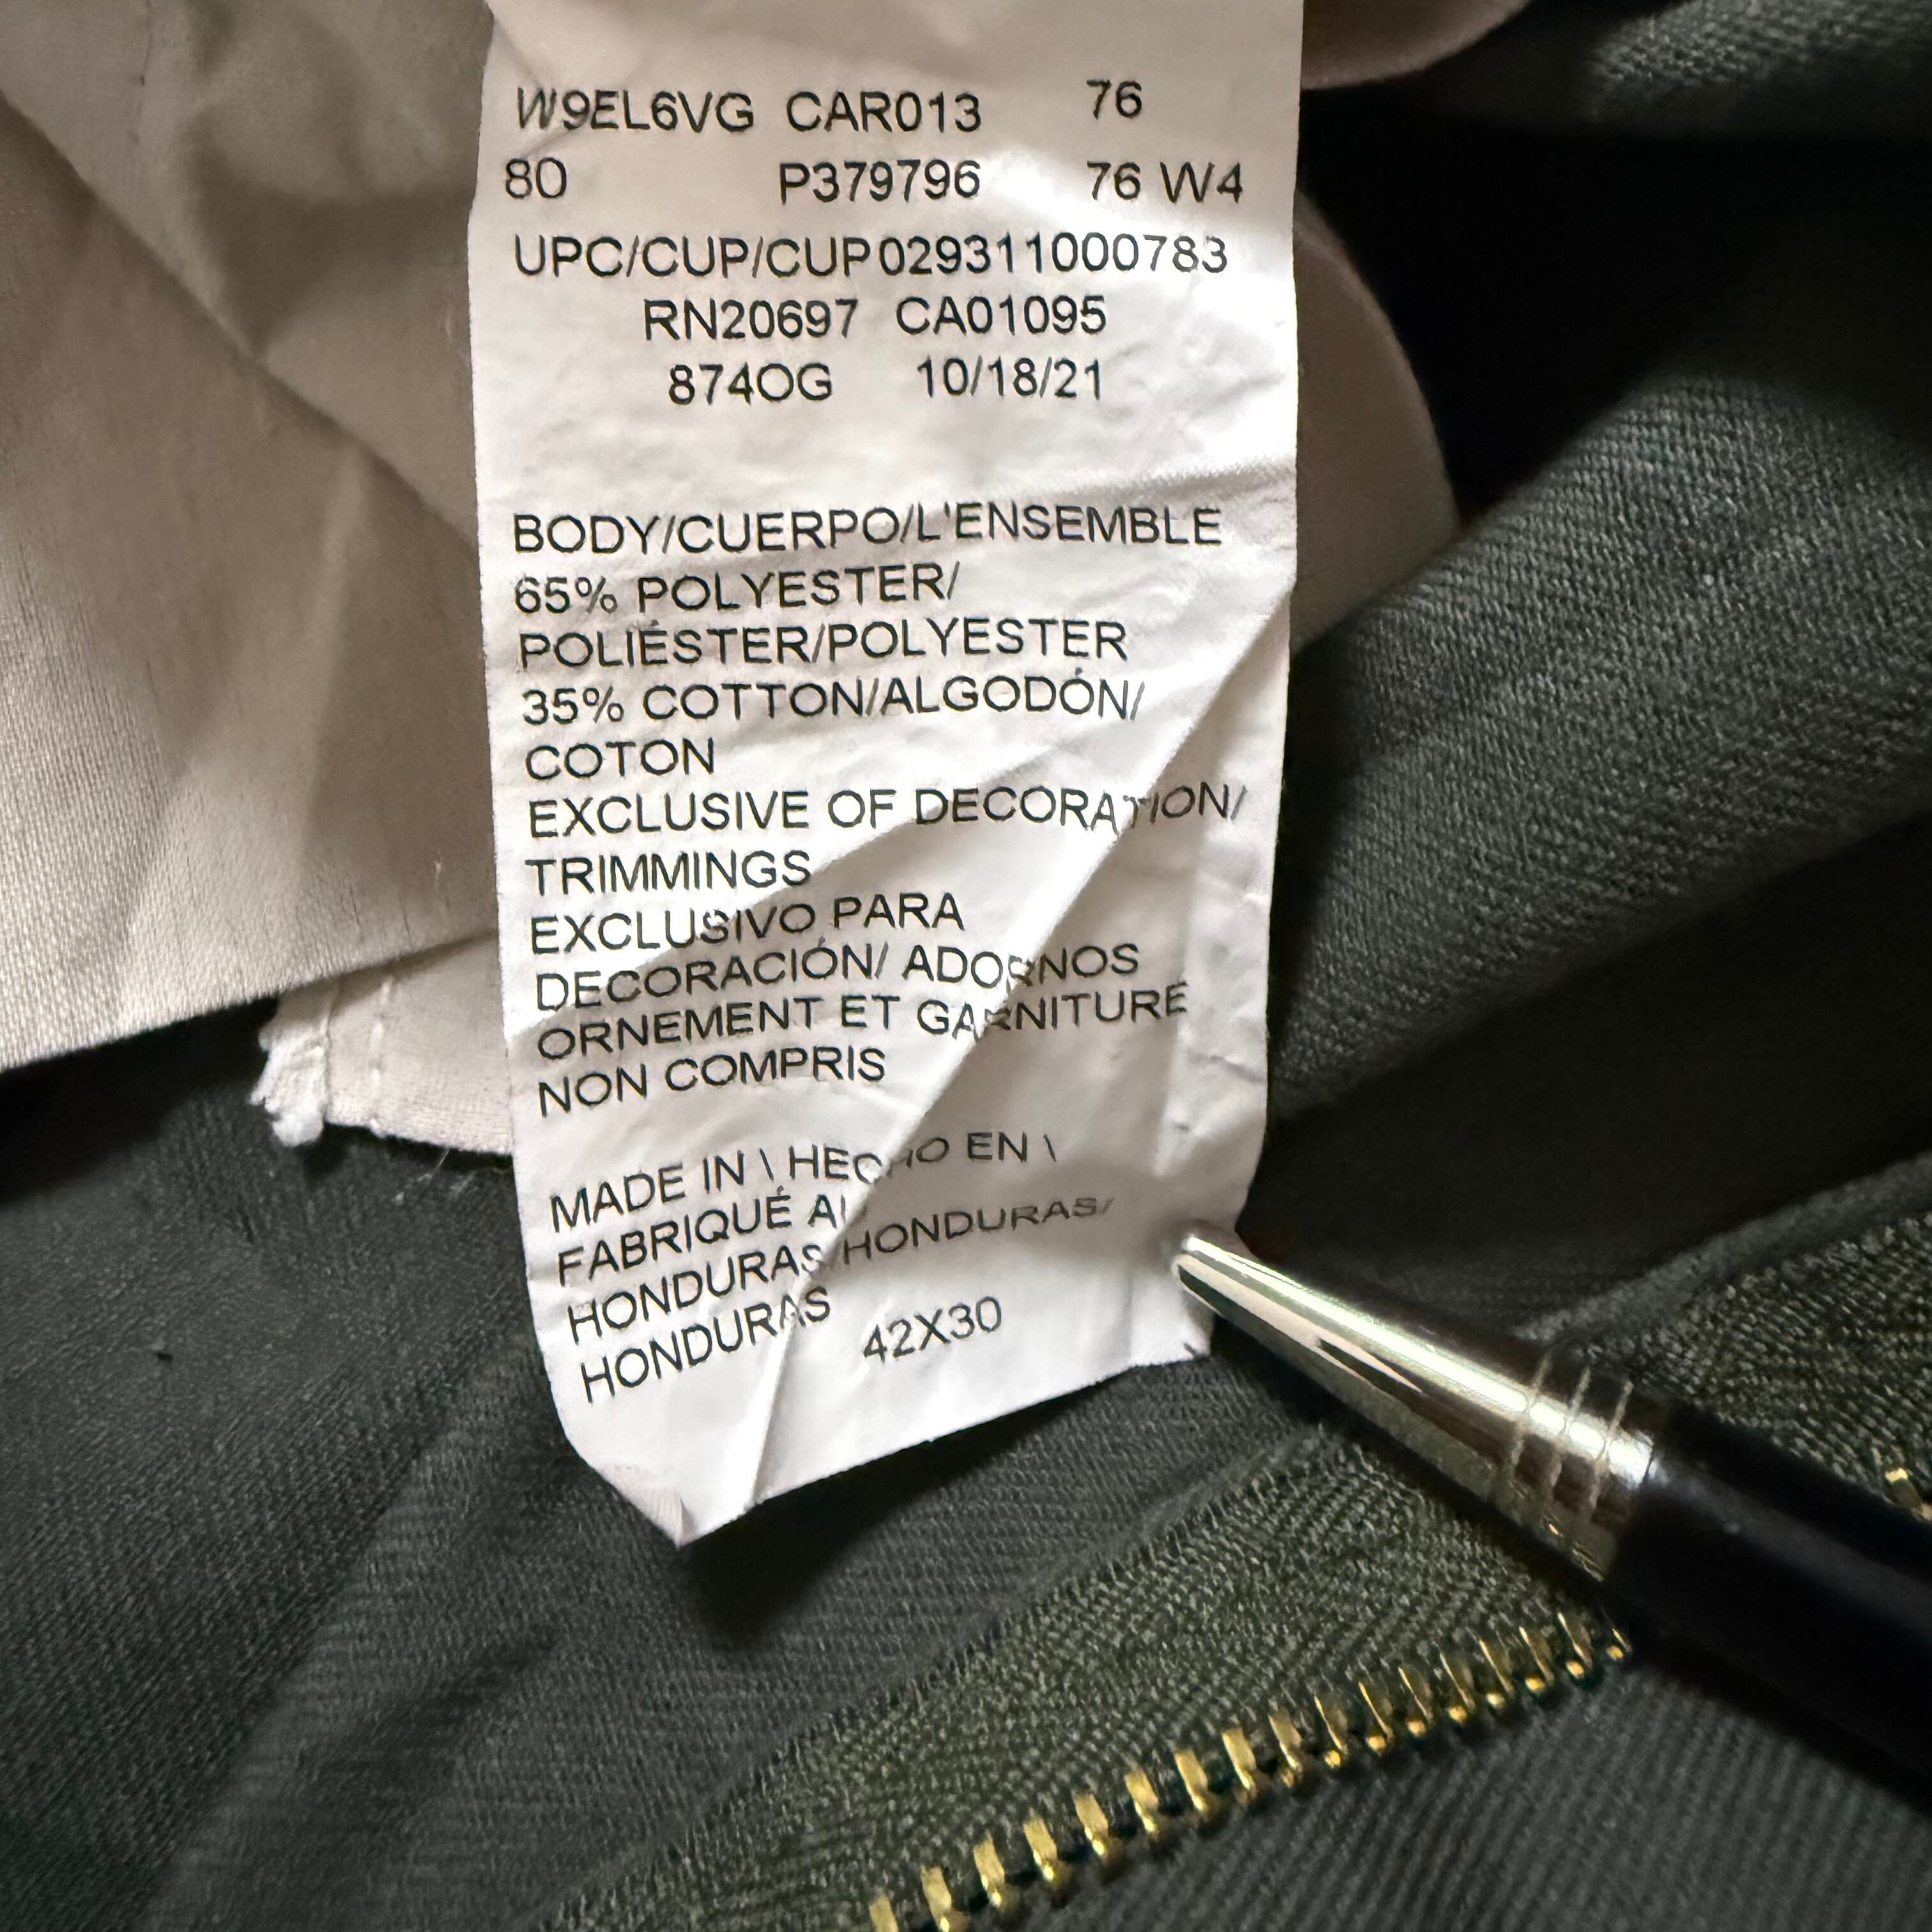 W9EL6VG CAR013 76
80 P379796 76 W4
UPC/CUP/CUP029311000783
RN20697 CA01095
874OG 10/18/21
BODY/CUERPO/L'ENSEMBLE
65% POLYESTER/
POLIÉSTER/POLYESTER
35% COTTON/ALGODÓN/
COTON
EXCLUSIVE OF DECORATION/
TRIMMINGS
EXCLUSIVO PARA
DECORACIÓN/ ADORNOS
ORNEMENT ET GARNITURE
NON COMPRIS
MADE IN \ HECHO EN \
FABRIQUÉ AU
HONDURAS/HONDURAS/
HONDURAS
42X30